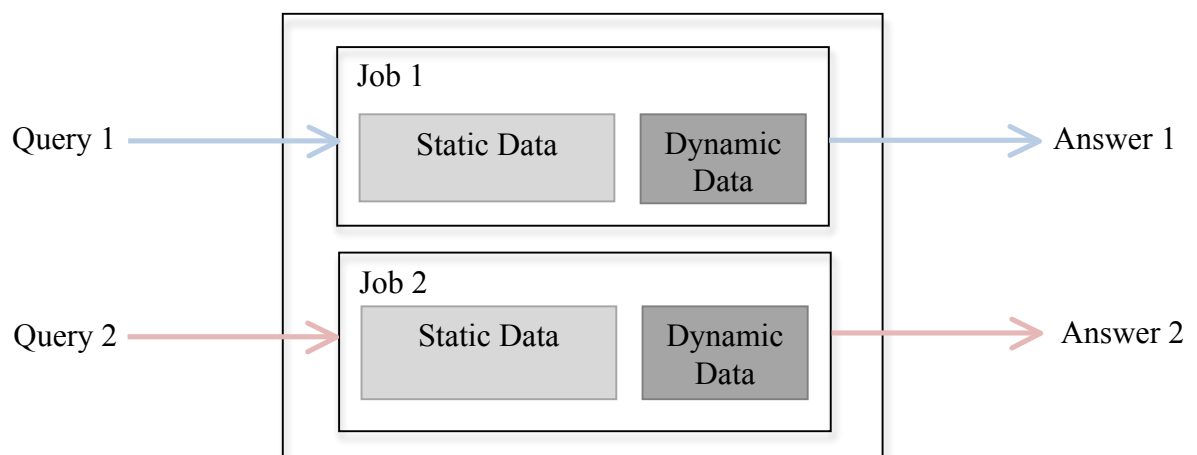 Job 1
Query 1
Static Data
Dynamic
Data
Answer 1
Job 2
Query 2
Static Data
Dynamic
Data
Answer 2